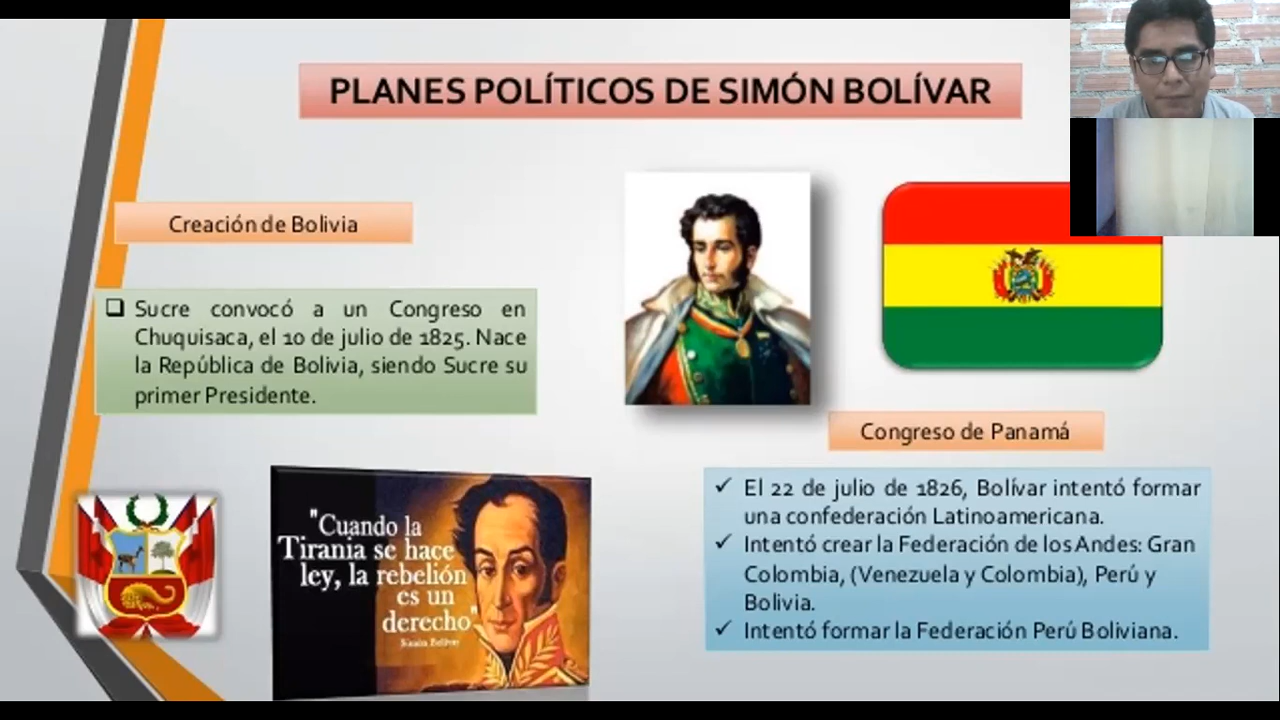 PLANES POLÍTICOS DE SIMÓN BOLÍVAR
Creación de Bolivia
Sucre convocó a un Congreso en
Chuquisaca, el 10 de julio de 1825. Nace
la República de Bolivia, siendo Sucre su
primer Presidente.
"Cuando la
Tirania se hace
ley, la rebelión
es un
derecho"
Simón Bolívar
Congreso de Panamá
El 22 de julio de 1826, Bolívar intentó formar
una confederación Latinoamericana.
Intentó crear la Federación de los Andes: Gran
Colombia, (Venezuela y Colombia), Perú y
Bolivia.
Intentó formar la Federación Perú Boliviana.